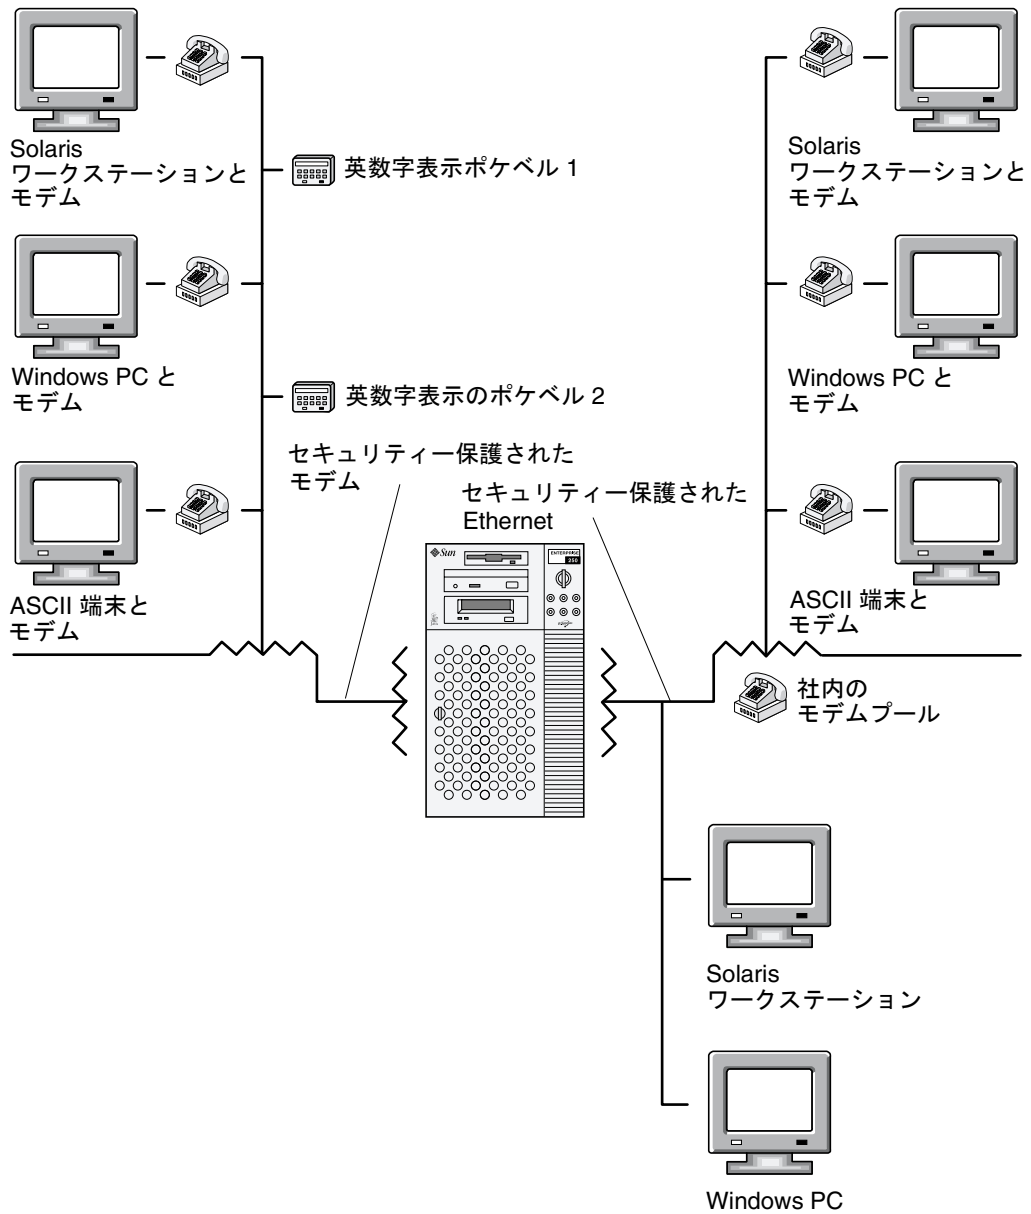 Solaris
ワークステーションと
モデム
英数字表示ポケベル 1
Solaris
ワークステーションと
モデム
Windows PC と
モデム
英数字表示のポケベル 2
Windows PC と
モデム
セキュリティー保護された
モデム
セキュリティー保護された
Ethernet
Sun
ENTERPRISE
250
ASCII 端末と
モデム
ASCII 端末と
モデム
社内の
モデムプール
Solaris
ワークステーション
Windows PC